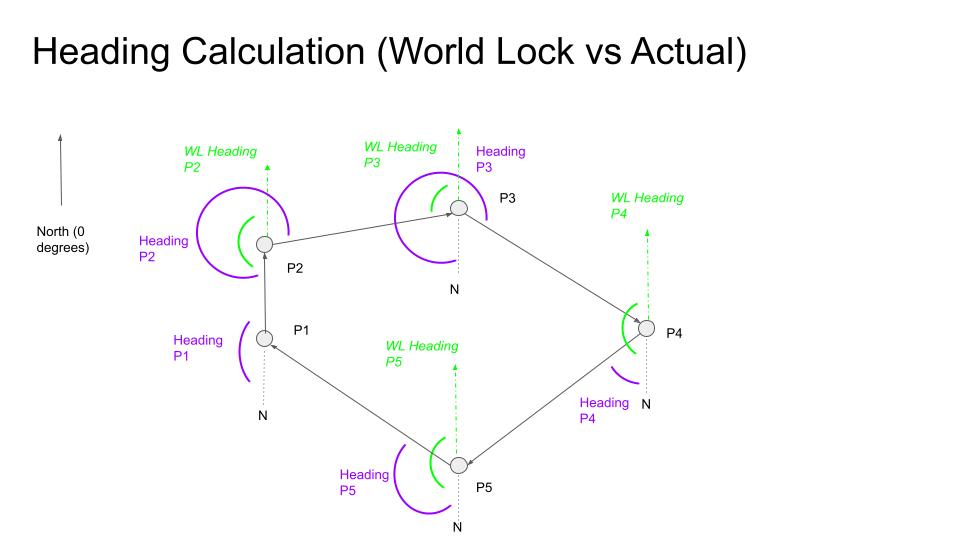 Heading Calculation (World Lock vs Actual)
WL Heading
P2
WL Heading
P3
Heading
P3
P3
WL Heading
P4
North (0
degrees)
Heading
P2
P2
N
P1
Heading
P1
WL Heading
P5
P4
N
Heading
P4
N
Heading
P5
P5
N